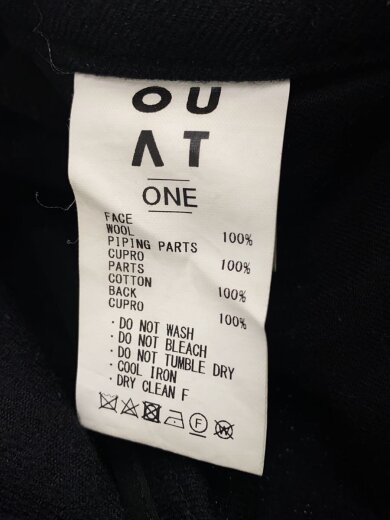 OU
ΛT
ONE
FACE
WOOL 100%
PIPING PARTS
CUPRO 100%
PARTS
COTTON 100%
BACK
CUPRO 100%
・DO NOT WASH
・DO NOT BLEACH
・DO NOT TUMBLE DRY
・COOL IRON
・DRY CLEAN F
F W